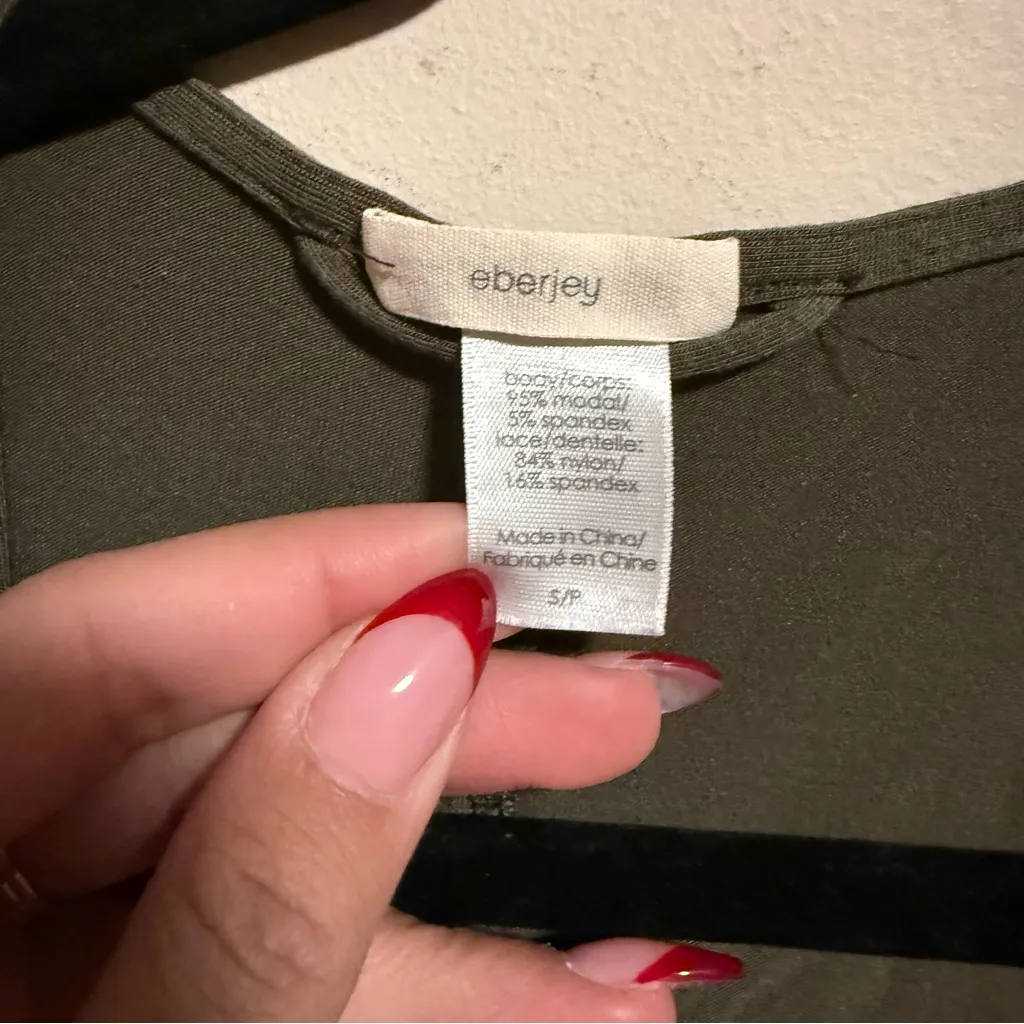 eberjey
body/corps:
95% modal/
5% spandex
lace/dentelle:
84% nylon/
16% spandex
Made in China/
Fabriqué en Chine
S/P